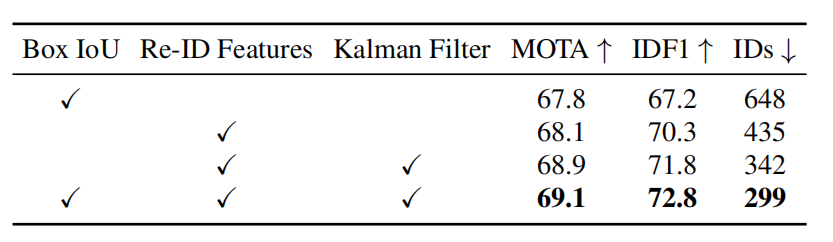 Box IoU Re-ID Features Kalman Filter MOTA ↑ IDF1 ↑ IDs ↓
✓ 67.8 67.2 648
✓ 68.1 70.3 435
✓ ✓ 68.9 71.8 342
✓ ✓ ✓ 69.1 72.8 299